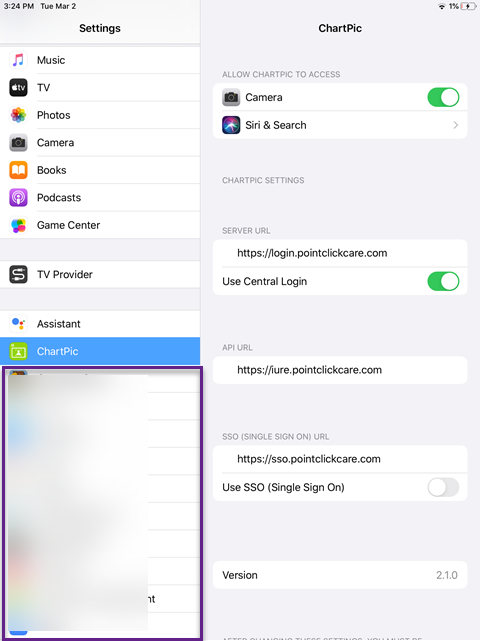 3:24 PM Tue Mar 2
1%
Settings
ChartPic
Music
tv
TV
Photos
Camera
Books
Podcasts
Game Center
TV Provider
Assistant
ChartPic
nt
ALLOW CHARTPIC TO ACCESS
Camera
Siri & Search
CHARTPIC SETTINGS
SERVER URL
https://login.pointclickcare.com
Use Central Login
API URL
https://iure.pointclickcare.com
SSO (SINGLE SIGN ON) URL
https://sso.pointclickcare.com
Use SSO (Single Sign On)
Version 2.1.0
AFTER CHANGING THESE SETTINGS, YOU MUST BE